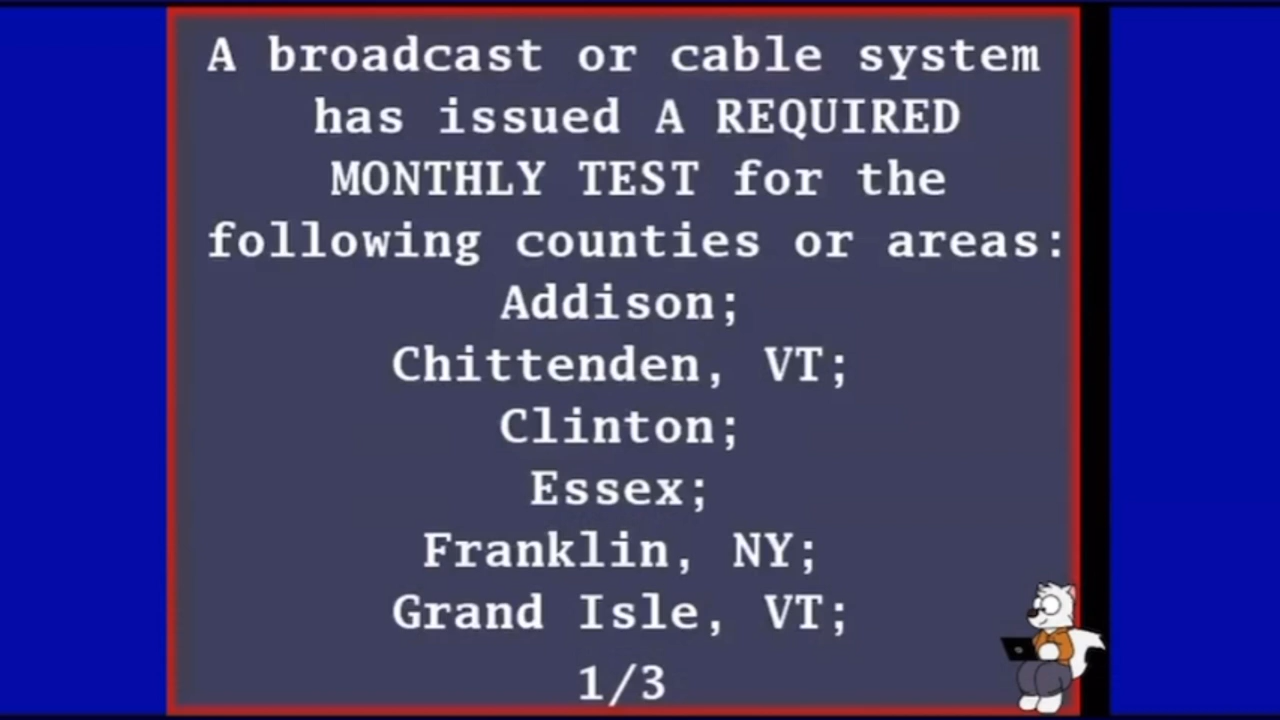 A broadcast or cable system
has issued A REQUIRED
MONTHLY TEST for the
following counties or areas:
Addison;
Chittenden, VT;
Clinton;
Essex;
Franklin, NY;
Grand Isle, VT;
1/3